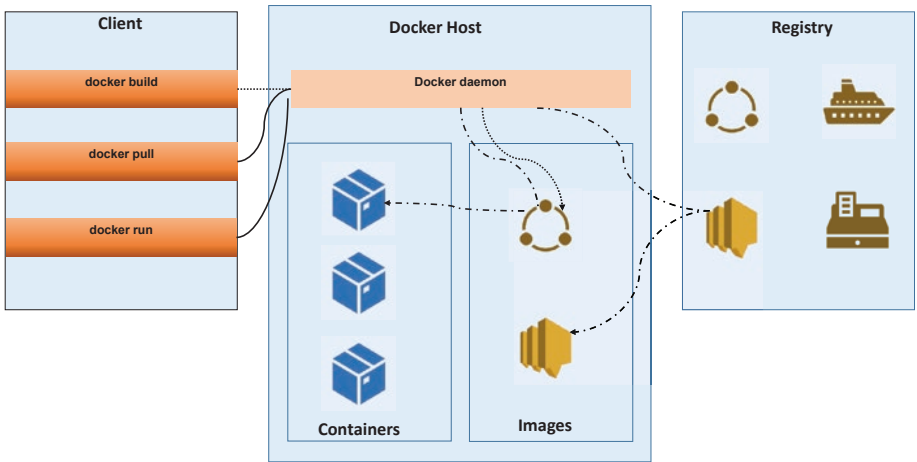 Client
docker build
docker pull
docker run
Docker Host
Docker daemon
Containers
Images
Registry